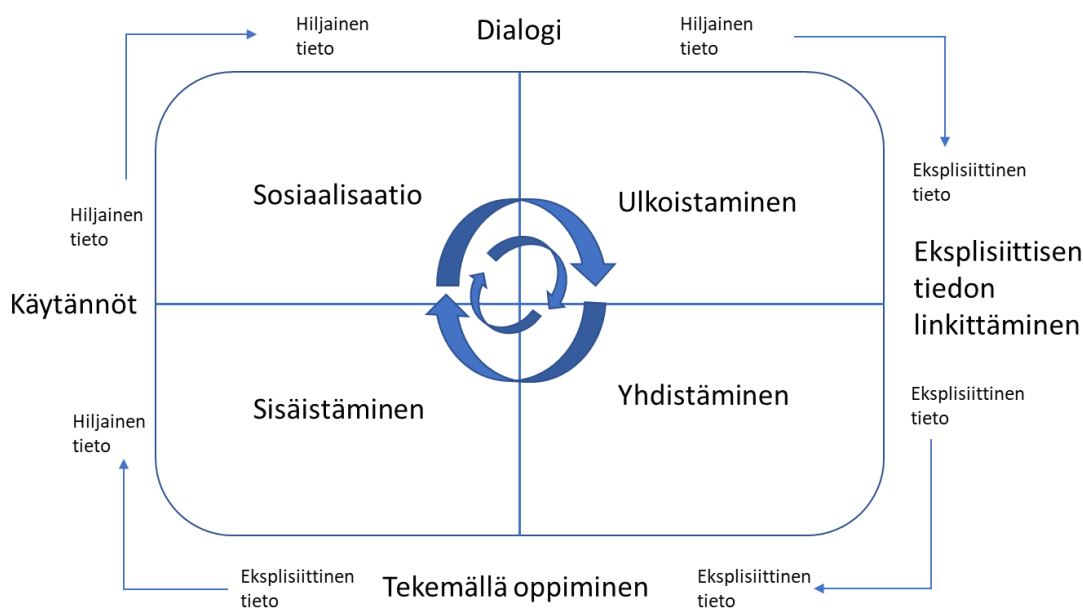 Hiljainen
tieto
Dialogi
Hiljainen
tieto
Sosiaalisaatio
Ulkoistaminen
Eksplisiittinen
tieto
Hiljainen
tieto
Käytännöt
Eksplisiittisen
tiedon
linkittäminen
Sisäistäminen
Yhdistäminen
Hiljainen
tieto
Eksplisiittinen
tieto
Eksplisiittinen
tieto
Tekemällä oppiminen
Eksplisiittinen
tieto